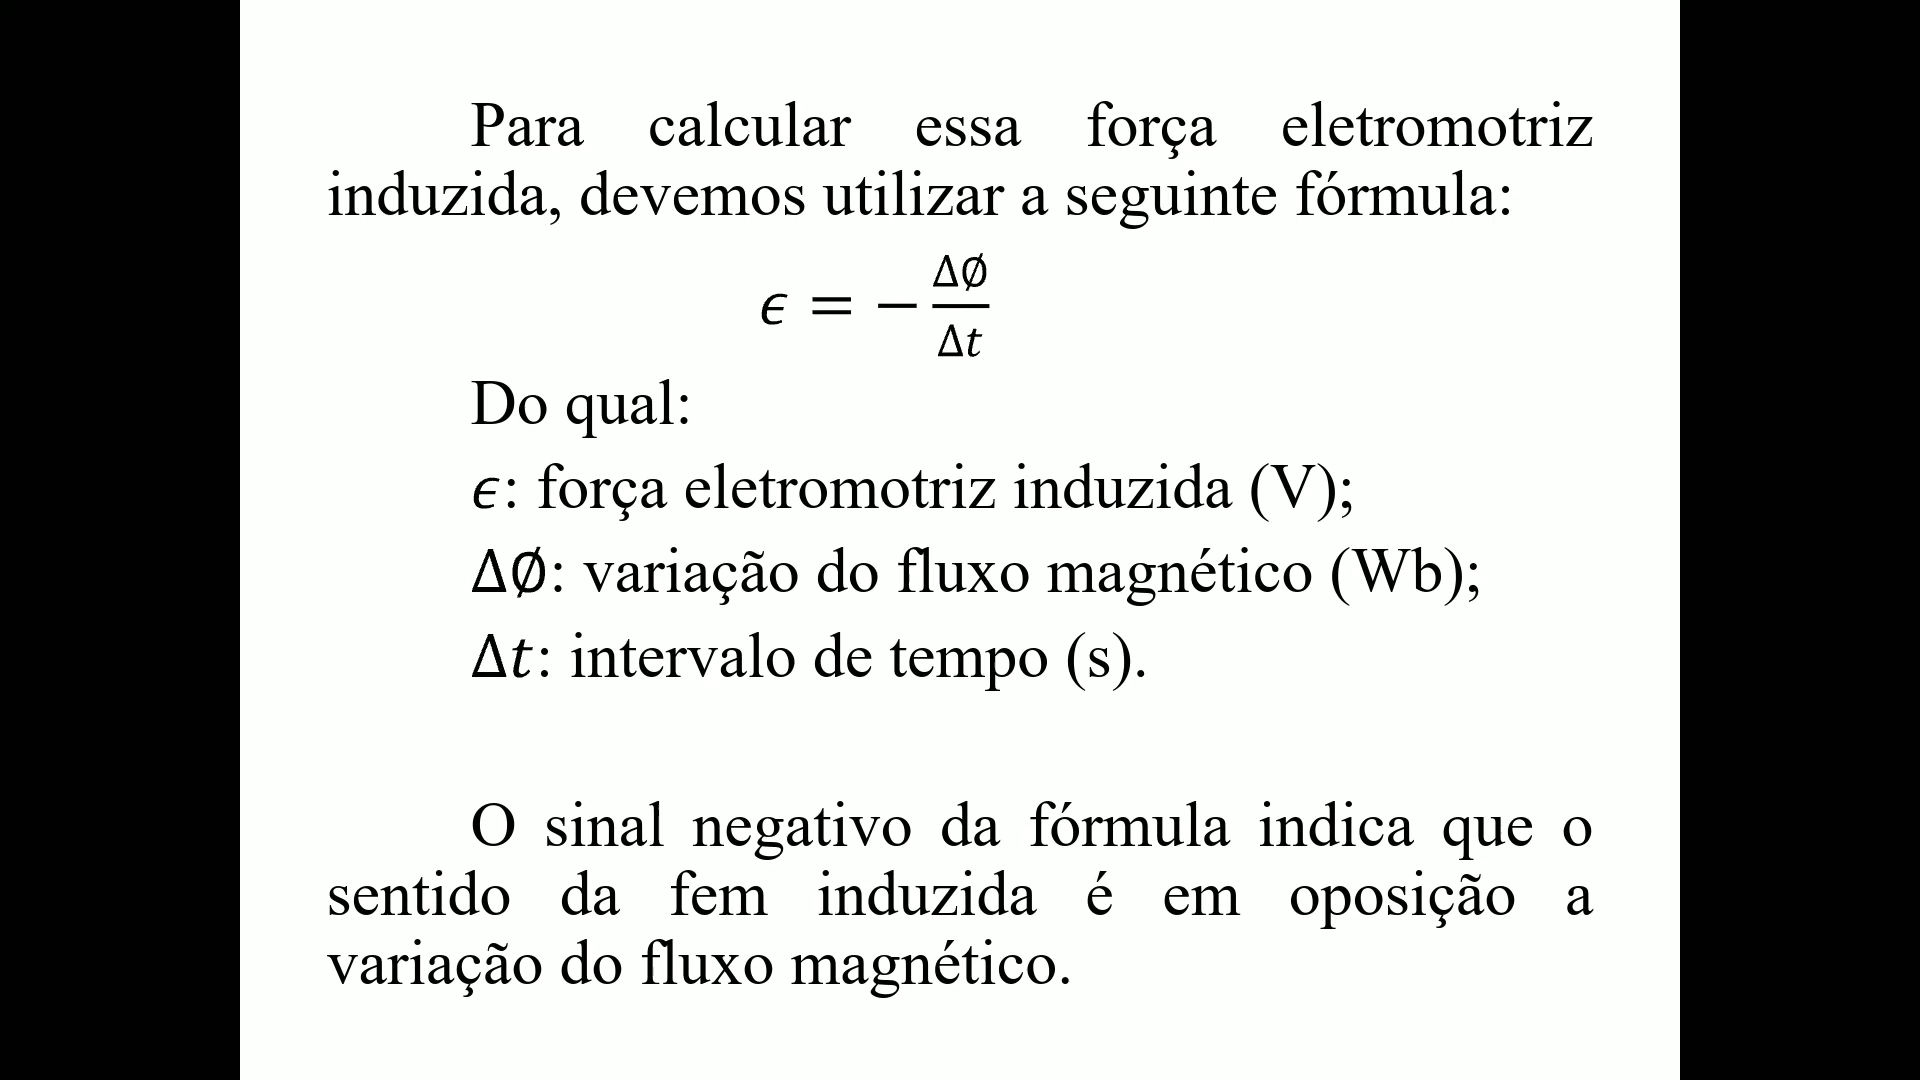 Para calcular essa força eletromotriz
induzida, devemos utilizar a seguinte fórmula:
ϵ = − ΔØ/Δt
Do qual:
ϵ: força eletromotriz induzida (V);
ΔØ: variação do fluxo magnético (Wb);
Δt: intervalo de tempo (s).
O sinal negativo da fórmula indica que o
sentido da fem induzida é em oposição a
variação do fluxo magnético.